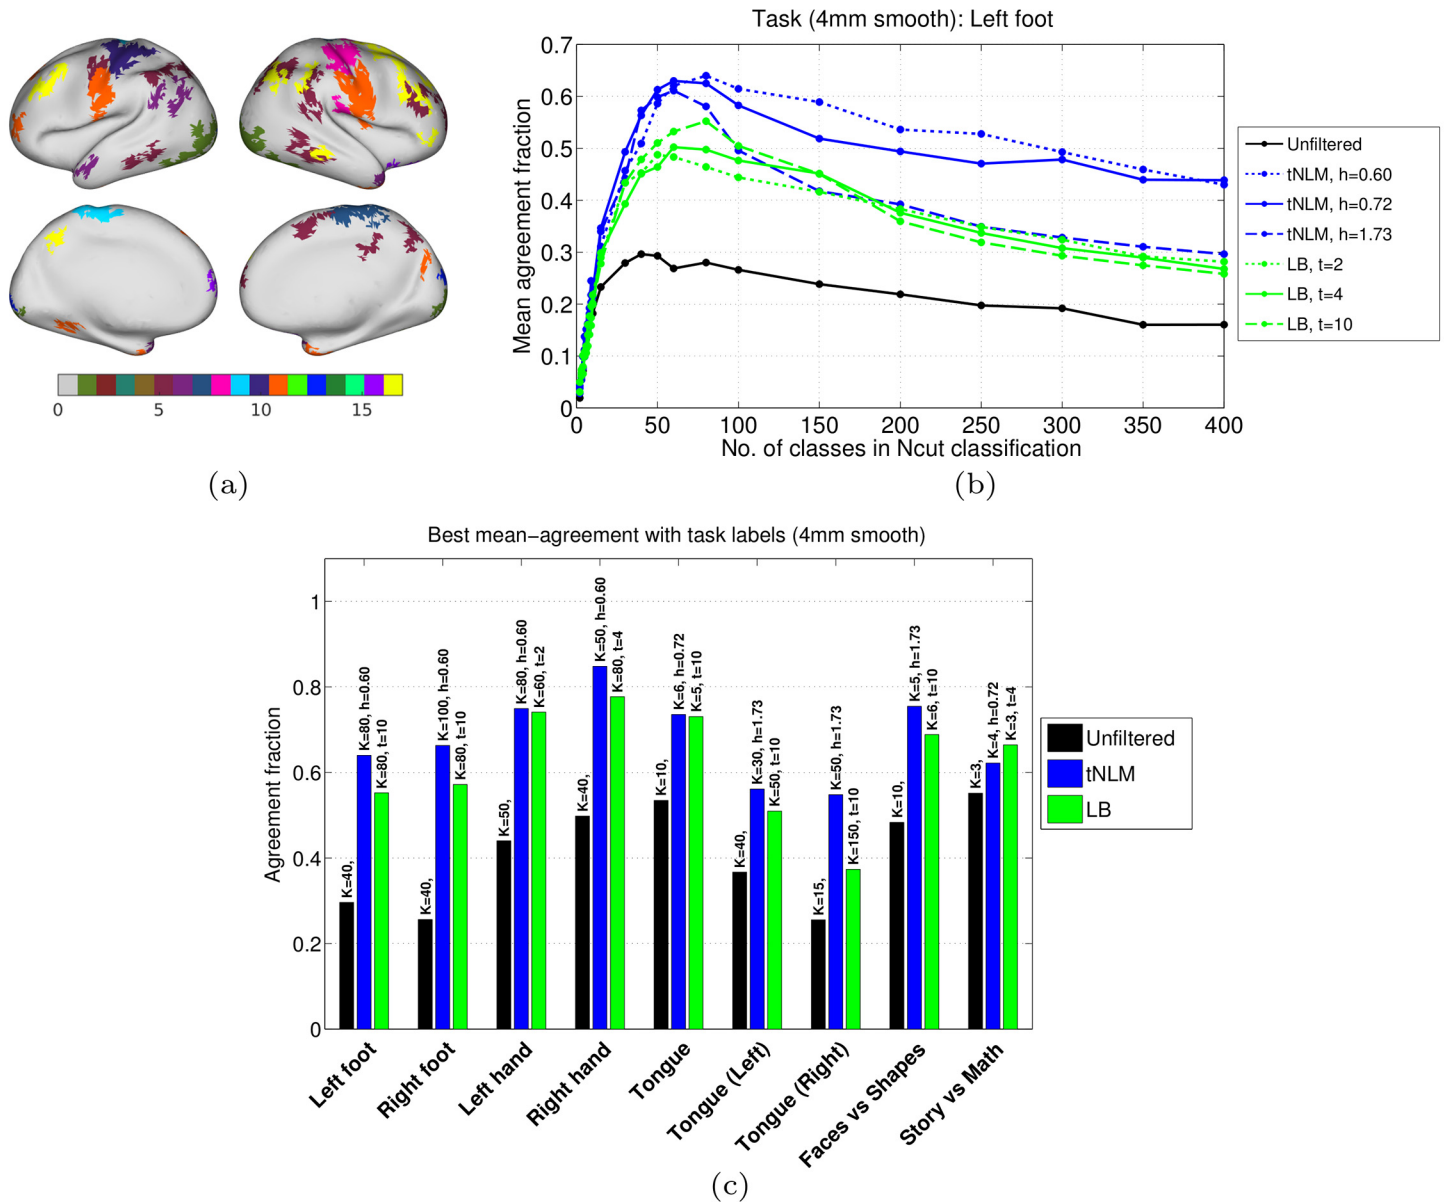 0 5 10 15
(a)
Task (4mm smooth): Left foot
Mean agreement fraction
0.7
0.6
0.5
0.4
0.3
0.2
0.1
0
0 50 100 150 200 250 300 350 400
No. of classes in Ncut classification
Unfiltered
tNLM, h=0.60
tNLM, h=0.72
tNLM, h=1.73
LB, t=2
LB, t=4
LB, t=10
(b)
Best mean−agreement with task labels (4mm smooth)
Agreement fraction
1
0.8
0.6
0.4
0.2
0
K=40,
K=80, h=0.60
K=80, t=10
K=40,
K=100, h=0.60
K=80, t=10
K=50,
K=80, h=0.60
K=60, t=2
K=40,
K=50, h=0.60
K=80, t=4
K=10,
K=6, h=0.72
K=5, t=10
K=40,
K=30, h=1.73
K=50, t=10
K=15,
K=50, h=1.73
K=150, t=10
K=10,
K=5, h=1.73
K=6, t=10
K=3,
K=4, h=0.72
K=3, t=4
Left foot
Right foot
Left hand
Right hand
Tongue
Tongue (Left)
Tongue (Right)
Faces vs Shapes
Story vs Math
Unfiltered
tNLM
LB
(c)